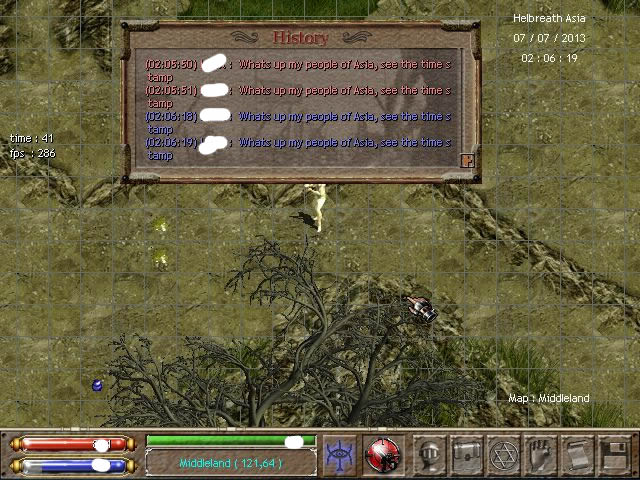 Helbreath Asia
07 / 07 / 2013
02 : 06 : 19
History
(02:05:50) : Whats up my people of Asia, see the time s
tamp
(02:05:51) : Whats up my people of Asia, see the time s
tamp
(02:06:18) : Whats up my people of Asia, see the time s
tamp
(02:06:19) : Whats up my people of Asia, see the time s
tamp
time : 41
fps : 286
Map : Middleland
Middleland ( 121,64 )